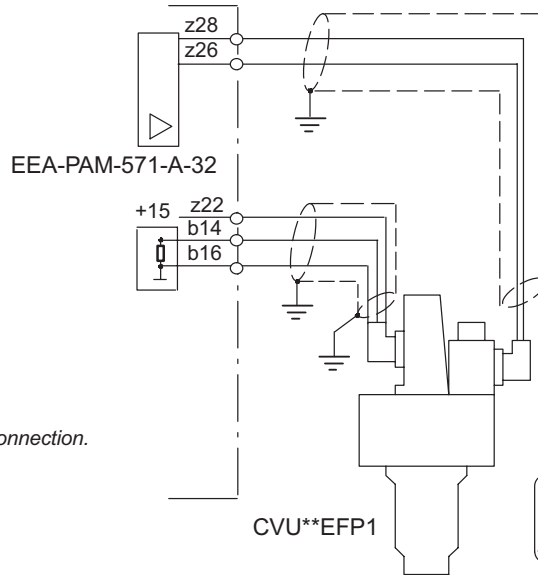 z28
z26
EEA-PAM-571-A-32
+15
z22
b14
b16
onnection.
CVU**EFP1